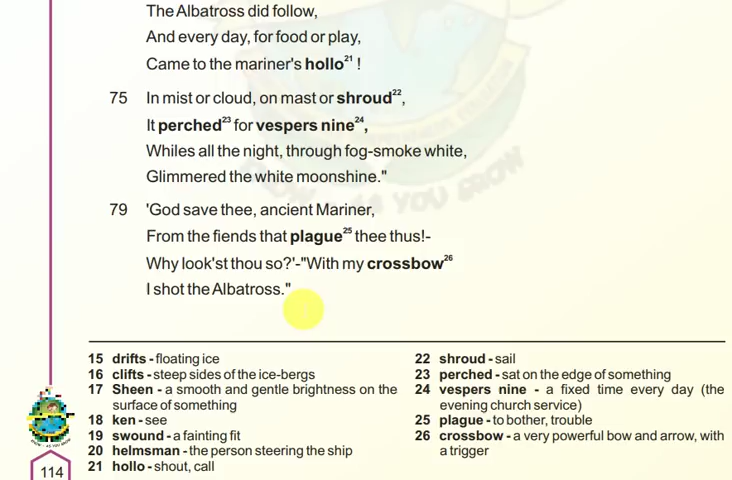 The Albatross did follow,
And every day, for food or play,
Came to the mariner's hollo21 !
75 In mist or cloud, on mast or shroud22,
It perched23 for vespers nine24,
Whiles all the night, through fog-smoke white,
Glimmered the white moonshine."
79 'God save thee, ancient Mariner,
From the fiends that plague25 thee thus!-
Why look'st thou so?'-"With my crossbow26
I shot the Albatross."
15 drifts - floating ice
16 clifts - steep sides of the ice-bergs
17 Sheen - a smooth and gentle brightness on the
surface of something
18 ken - see
19 swound - a fainting fit
20 helmsman - the person steering the ship
21 hollo - shout, call
22 shroud - sail
23 perched - sat on the edge of something
24 vespers nine - a fixed time every day (the
evening church service)
25 plague - to bother, trouble
26 crossbow - a very powerful bow and arrow, with
a trigger
114